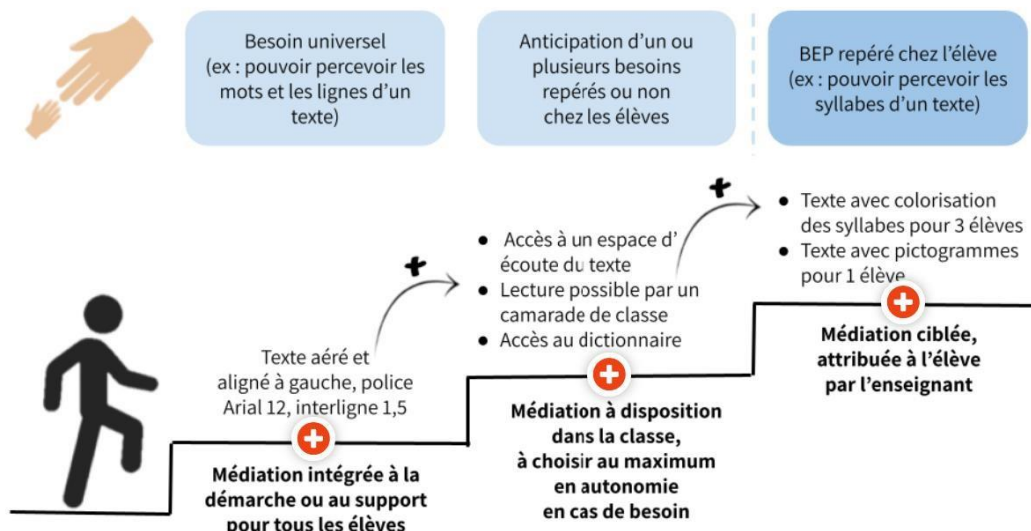 Besoin universel
(ex : pouvoir percevoir les
mots et les lignes d'un
texte)
Anticipation d'un ou
plusieurs besoins
repérés ou non
chez les élèves
BEP repéré chez l'élève
(ex : pouvoir percevoir les
syllabes d'un texte)
Texte aéré et
aligné à gauche, police
Arial 12, interligne 1,5
Médiation intégrée à la
démarche ou au support
pour tous les élèves
● Accès à un espace d'
écoute du texte
● Lecture possible par un
camarade de classe
● Accès au dictionnaire
Médiation à disposition
dans la classe,
à choisir au maximum
en autonomie
en cas de besoin
● Texte avec colorisation
des syllabes pour 3 élèves
● Texte avec pictogrammes
pour 1 élève
Médiation ciblée,
attribuée à l'élève
par l'enseignant